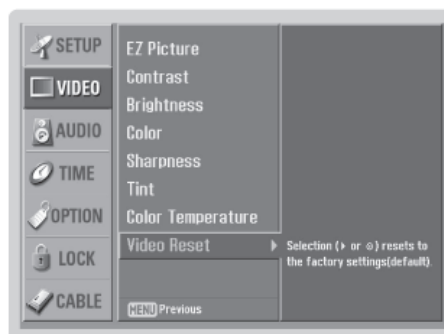 SETUP
VIDEO
AUDIO
TIME
OPTION
LOCK
CABLE
EZ Picture
Contrast
Brightness
Color
Sharpness
Tint
Color Temperature
Video Reset
MENU Previous
Selection (▶ or ⊙) resets to
the factory settings(default).